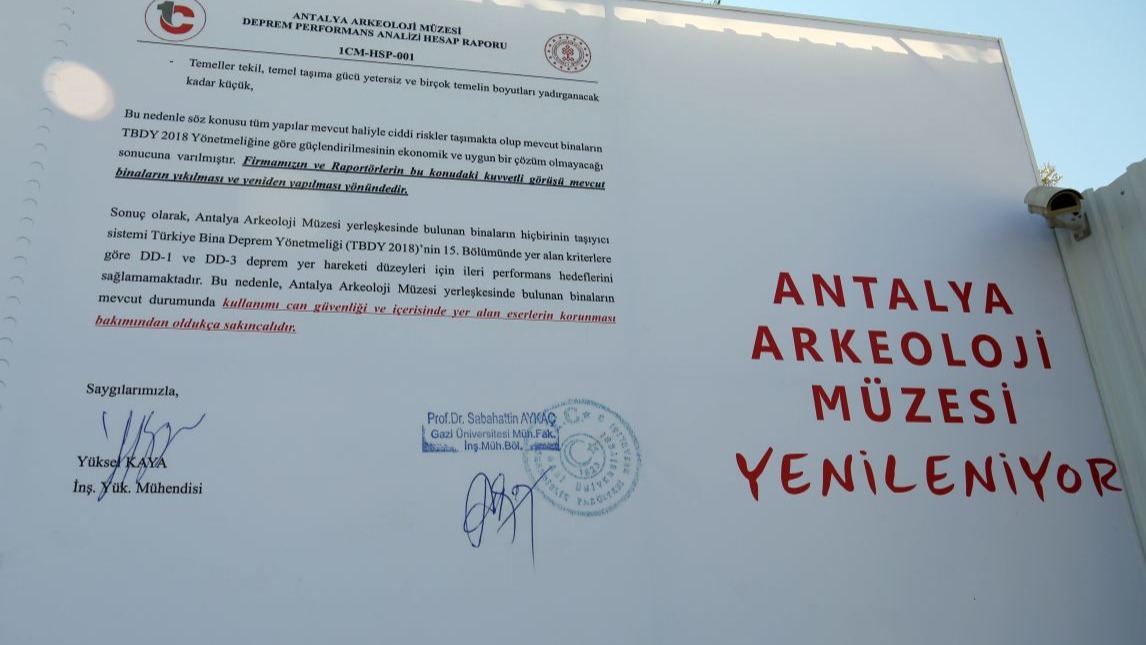 ANTALYA ARKEOLOJİ MÜZESİ
DEPREM PERFORMANS ANALİZİ HESAP RAPORU
1CM-HSP-001
- Temeller tekil, temel taşıma gücü yetersiz ve birçok temelin boyutları yadırganacak
kadar küçük,
Bu nedenle söz konusu tüm yapılar mevcut haliyle ciddi riskler taşımakta olup mevcut binaların
TBDY 2018 Yönetmeliğine göre güçlendirilmesinin ekonomik ve uygun bir çözüm olmayacağı
sonucuna varılmıştır. Firmamızın ve Raportörlerin bu konudaki kuvvetli görüşü mevcut
binaların yıkılması ve yeniden yapılması yönündedir.
Sonuç olarak, Antalya Arkeoloji Müzesi yerleşkesinde bulunan binaların hiçbirinin taşıyıcı
sistemi Türkiye Bina Deprem Yönetmeliği (TBDY 2018)'nin 15. Bölümünde yer alan kriterlere
göre DD-1 ve DD-3 deprem yer hareketi düzeyleri için ileri performans hedeflerini
sağlamamaktadır. Bu nedenle, Antalya Arkeoloji Müzesi yerleşkesinde bulunan binaların
mevcut durumunda kullanımı can güvenliği ve içerisinde yer alan eserlerin korunması
bakımından oldukça sakıncalıdır.
Saygılarımızla,
Yüksel KAYA
İnş. Yük. Mühendisi
Prof.Dr. Sabahattin AYKAÇ
Gazi Üniversitesi Müh.Fak.
İnş.Müh.Böl.
ANTALYA
ARKEOLOJİ
MÜZESİ
YENİLENİYOR